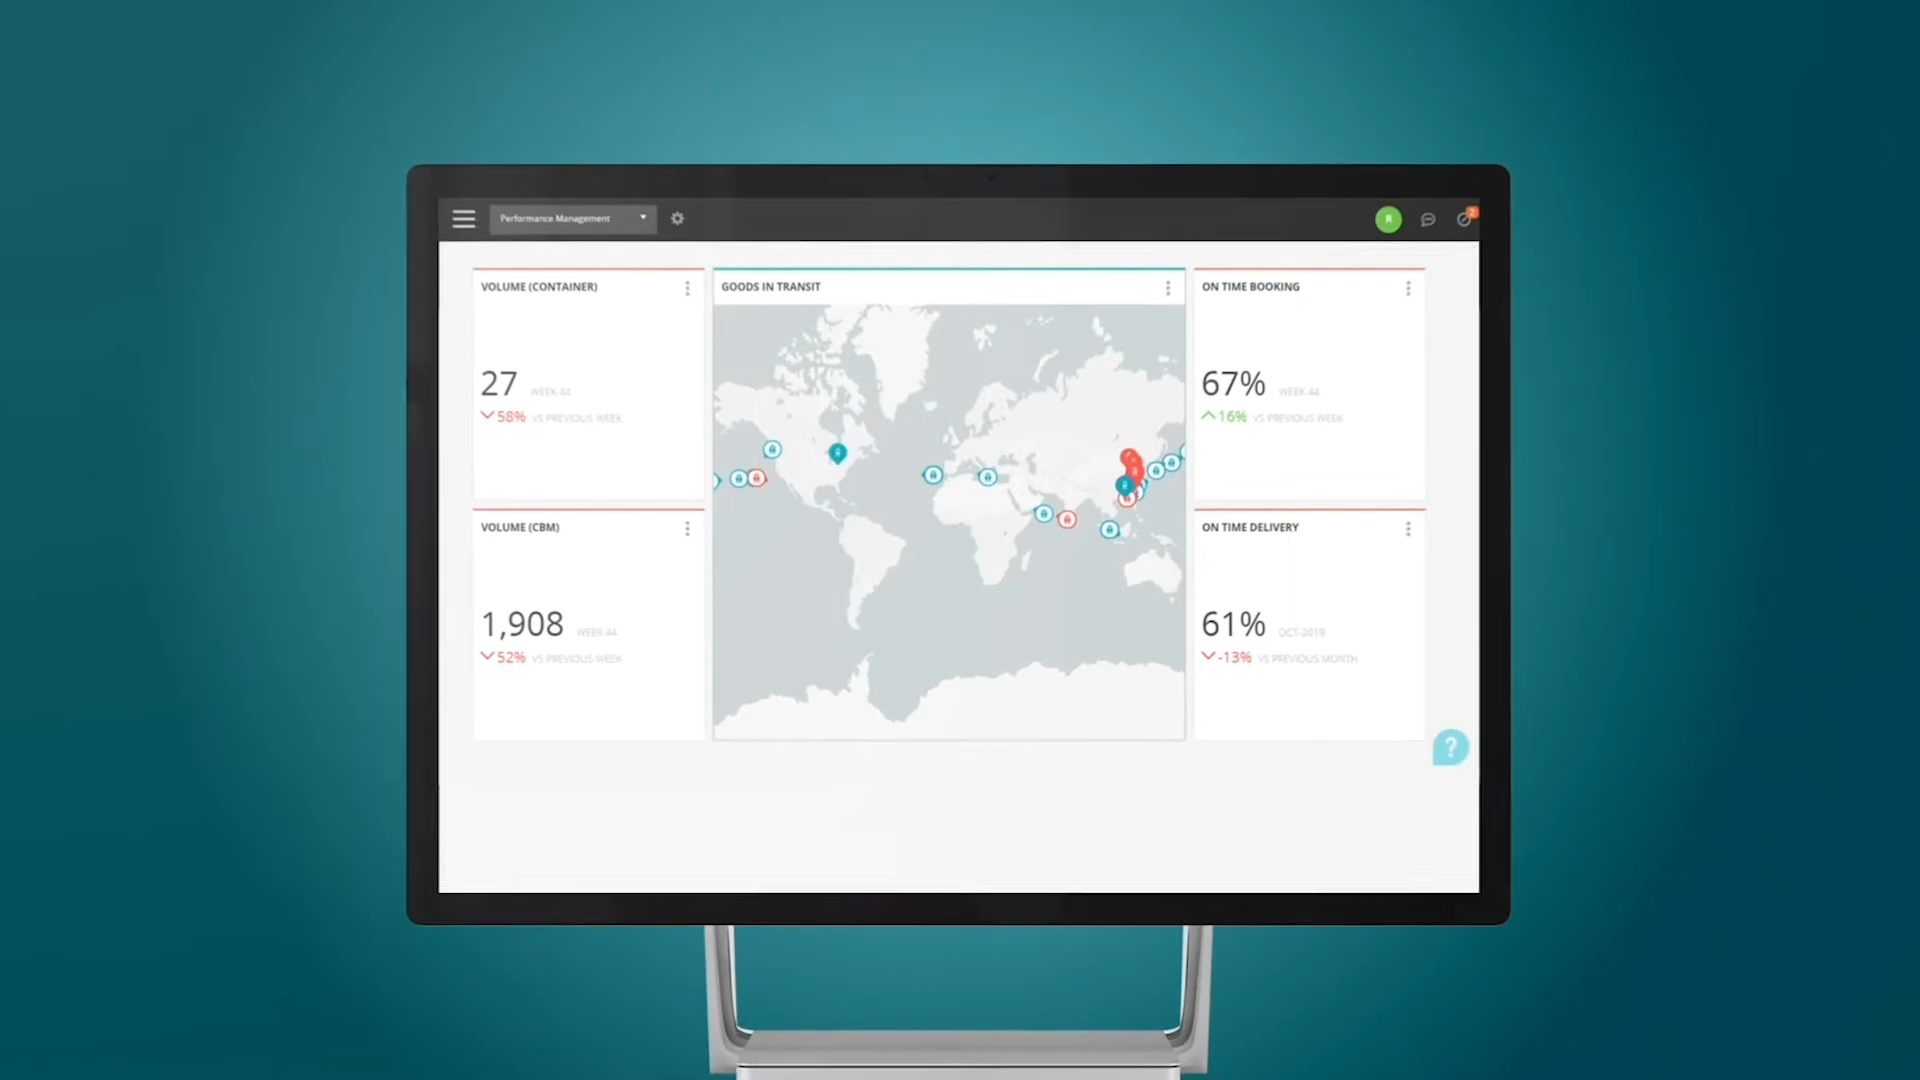 Performance Management
R
2
VOLUME (CONTAINER)
27 WEEK 44
58% VS PREVIOUS WEEK
VOLUME (CBM)
1,908 WEEK 44
52% VS PREVIOUS WEEK
GOODS IN TRANSIT
ON TIME BOOKING
67% WEEK 44
16% VS PREVIOUS WEEK
ON TIME DELIVERY
61% OCT-2019
-13% VS PREVIOUS MONTH
?